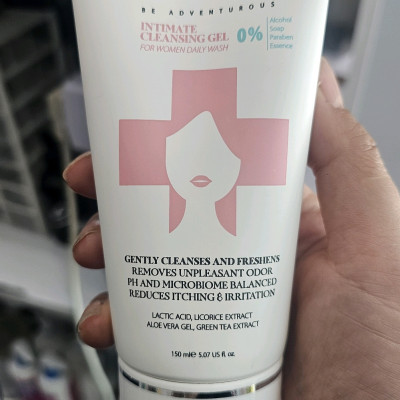 BE ADVENTUROUS
INTIMATE
CLEANSING GEL
FOR WOMEN DAILY WASH
0%
Alcohol
Soap
Paraben
Essence
GENTLY CLEANSES AND FRESHENS
REMOVES UNPLEASANT ODOR
PH AND MICROBIOME BALANCED
REDUCES ITCHING & IRRITATION
LACTIC ACID, LICORICE EXTRACT
ALOE VERA GEL, GREEN TEA EXTRACT
150 ml℮ 5.07 US fl. oz.